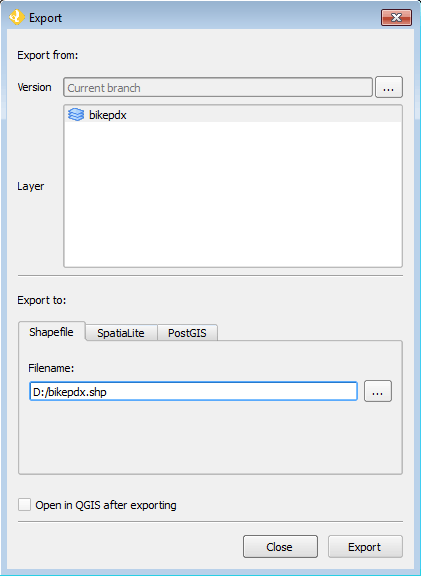 Export
Export from:
Version Current branch ...
bikepdx
Layer
Export to:
Shapefile SpatiaLite PostGIS
Filename:
D:/bikepdx.shp ...
Open in QGIS after exporting
Close Export